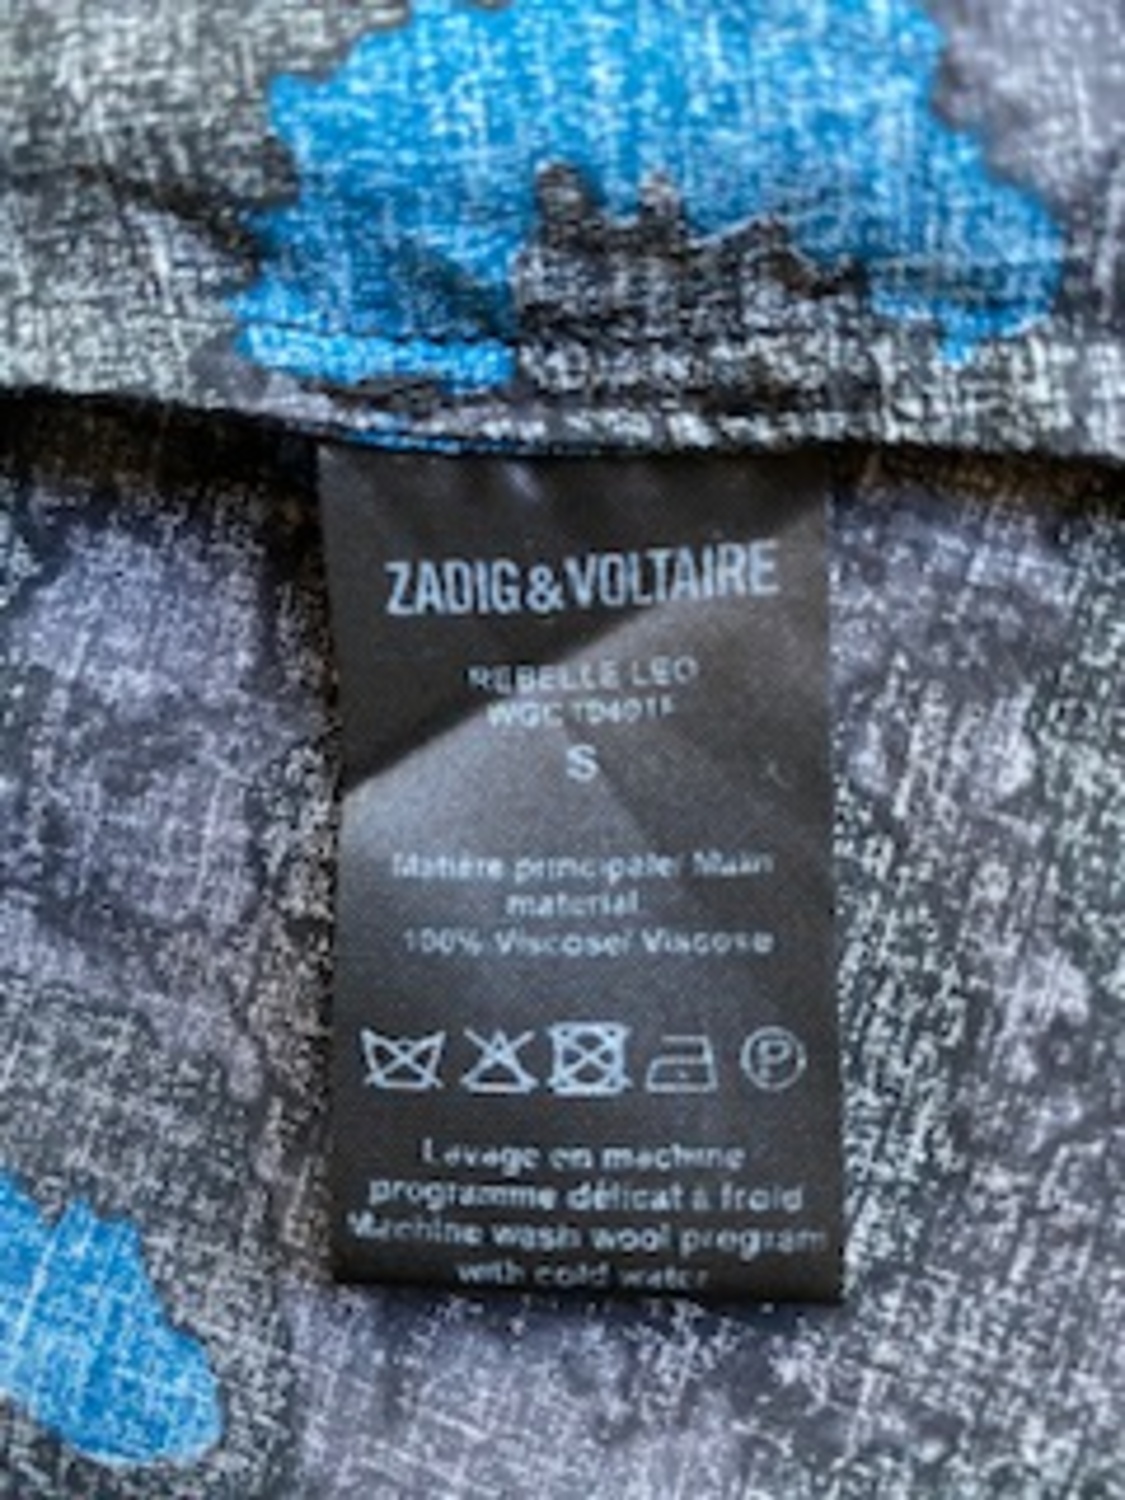 ZADIG&VOLTAIRE
REBELLE LEO
WGC
S
Matière principale/ Main
material
100% Viscose/ Viscose
P
Lavage en machine
programme délicat à froid
Machine wash wool program
with cold water